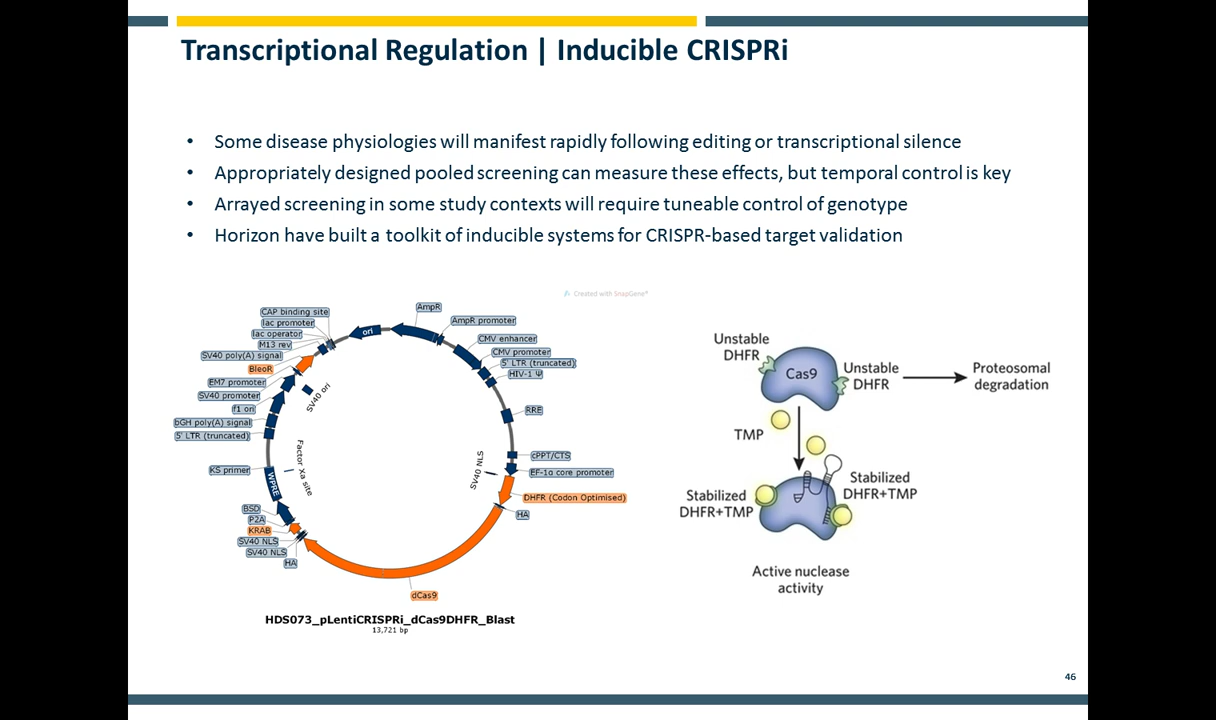 Transcriptional Regulation | Inducible CRISPRi
• Some disease physiologies will manifest rapidly following editing or transcriptional silence
• Appropriately designed pooled screening can measure these effects, but temporal control is key
• Arrayed screening in some study contexts will require tuneable control of genotype
• Horizon have built a toolkit of inducible systems for CRISPR-based target validation
Created with SnapGene®
CAP binding site
lac promoter
lac operator
M13 rev
SV40 poly(A) signal
BleoR
EM7 promoter
SV40 promoter
f1 ori
bGH poly(A) signal
5' LTR (truncated)
KS primer
WPRE
BSD
P2A
KRAB
SV40 NLS
SV40 NLS
HA
ori
SV40 ori
Factor Xa site
AmpR
AmpR promoter
CMV enhancer
CMV promoter
5' LTR (truncated)
HIV-1 Ψ
RRE
cPPT/CTS
EF-1α core promoter
SV40 NLS
DHFR (Codon Optimised)
HA
dCas9
HDS073_pLentiCRISPRi_dCas9DHFR_Blast
13,721 bp
Unstable
DHFR
Cas9
Unstable
DHFR
Proteosomal
degradation
TMP
Stabilized
DHFR+TMP
Stabilized
DHFR+TMP
Active nuclease
activity
46